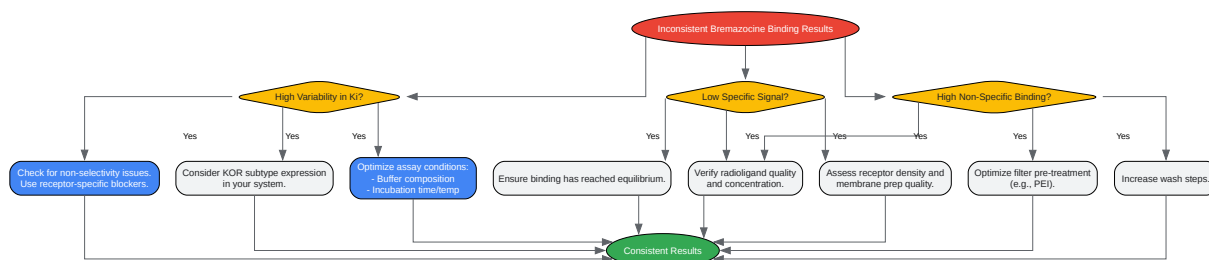 Inconsistent Bremazocine Binding Results
High Variability in Ki?
Low Specific Signal?
High Non-Specific Binding?
Yes
Yes
Yes
Yes
Yes
Yes
Yes
Yes
Check for non-selectivity issues.
Use receptor-specific blockers.
Consider KOR subtype expression
in your system.
Optimize assay conditions:
- Buffer composition
- Incubation time/temp
Ensure binding has reached equilibrium.
Verify radioligand quality
and concentration.
Assess receptor density and
membrane prep quality.
Optimize filter pre-treatment
(e.g., PEI).
Increase wash steps.
Consistent Results